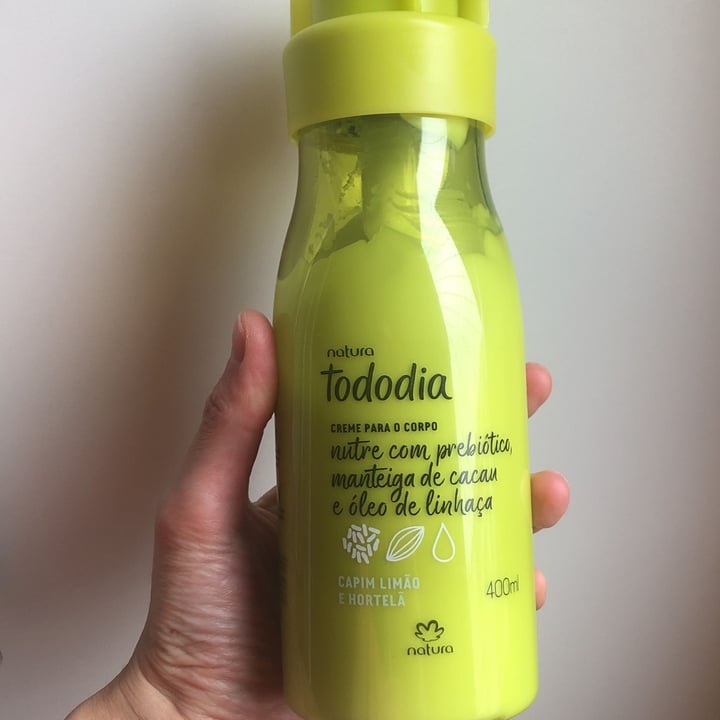 natura
tododia
CREME PARA O CORPO
nutre com prebiótico,
manteiga de cacau
e óleo de linhaça
CAPIM LIMÃO
E HORTELÃ
400ml
natura